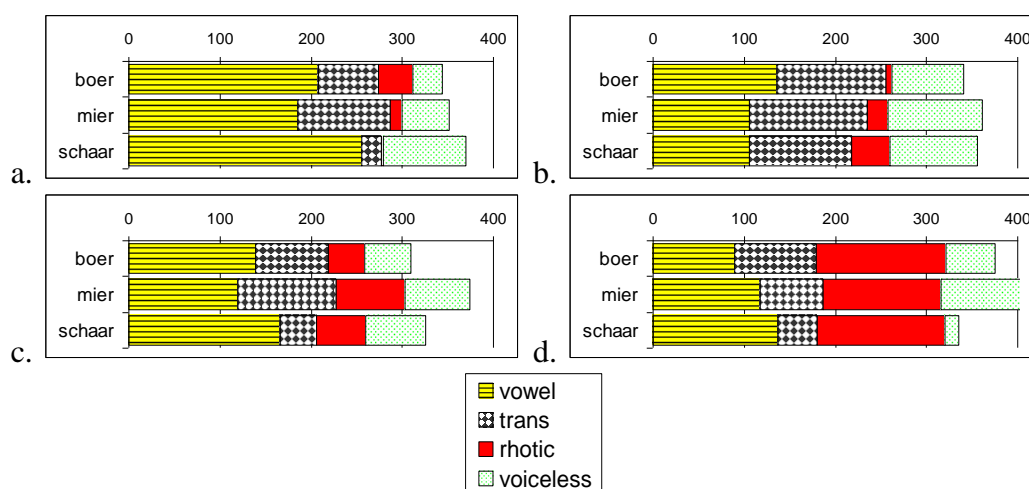 0 100 200 300 400
boer
mier
schaar
a.
0 100 200 300 400
boer
mier
schaar
b.
0 100 200 300 400
boer
mier
schaar
c.
0 100 200 300 400
boer
mier
schaar
d.
vowel
trans
rhotic
voiceless